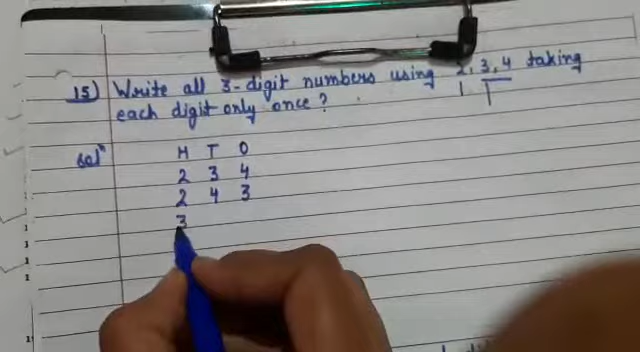 15) Write all 3-digit numbers using 2, 3, 4 taking
each digit only once ?
solⁿ
H T O
2 3 4
2 4 3
3